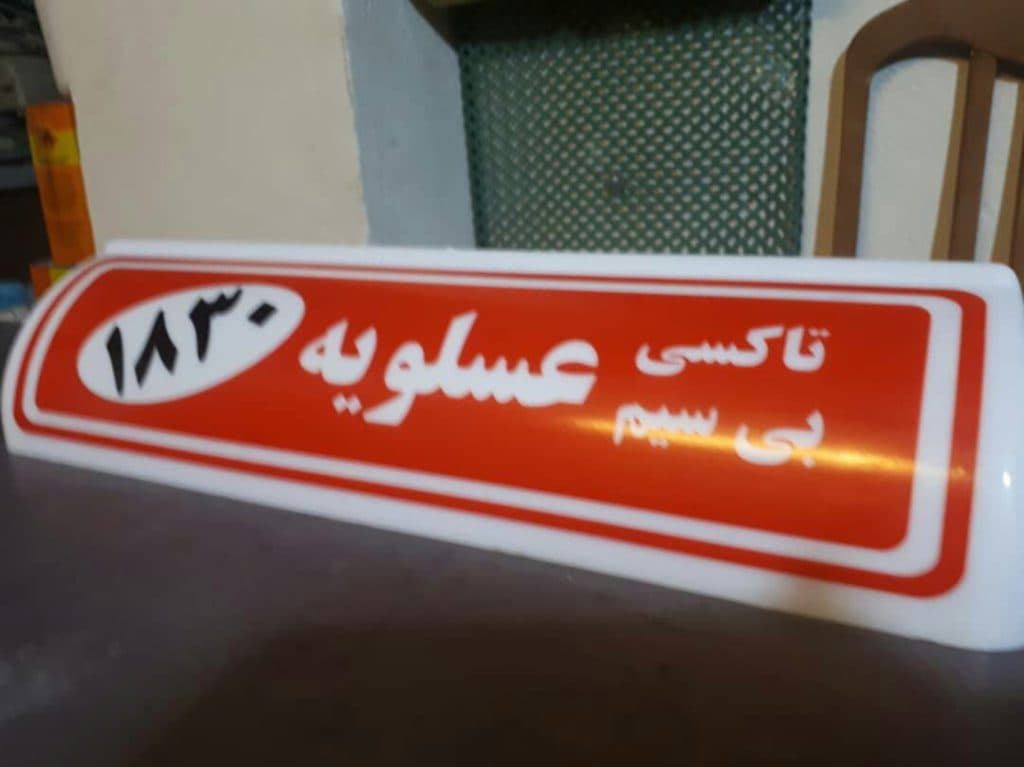 تاکسی
بی سیم
عسلویه
۱۸۳۰